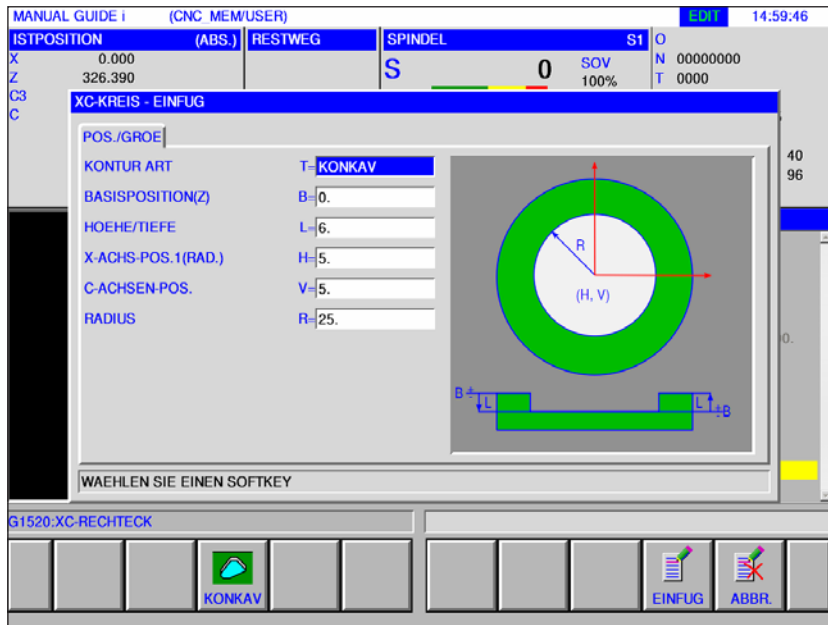 MANUAL GUIDE i (CNC_MEM/USER) EDIT 14:59:46
ISTPOSITION (ABS.) RESTWEG SPINDEL S1 O
X 0.000 S 0 SOV N 00000000
Z 326.390 100% T 0000
C3
C
XC-KREIS - EINFUG
POS./GROE
40
96
KONTUR ART T=KONKAV
BASISPOSITION(Z) B=0.
HOEHE/TIEFE L=6.
X-ACHS-POS.1(RAD.) H=5.
C-ACHSEN-POS. V=5.
RADIUS R=25.
R
(H, V)
0.
B ± L L ±B
WAEHLEN SIE EINEN SOFTKEY
G1520:XC-RECHTECK
KONKAV EINFUG ABBR.